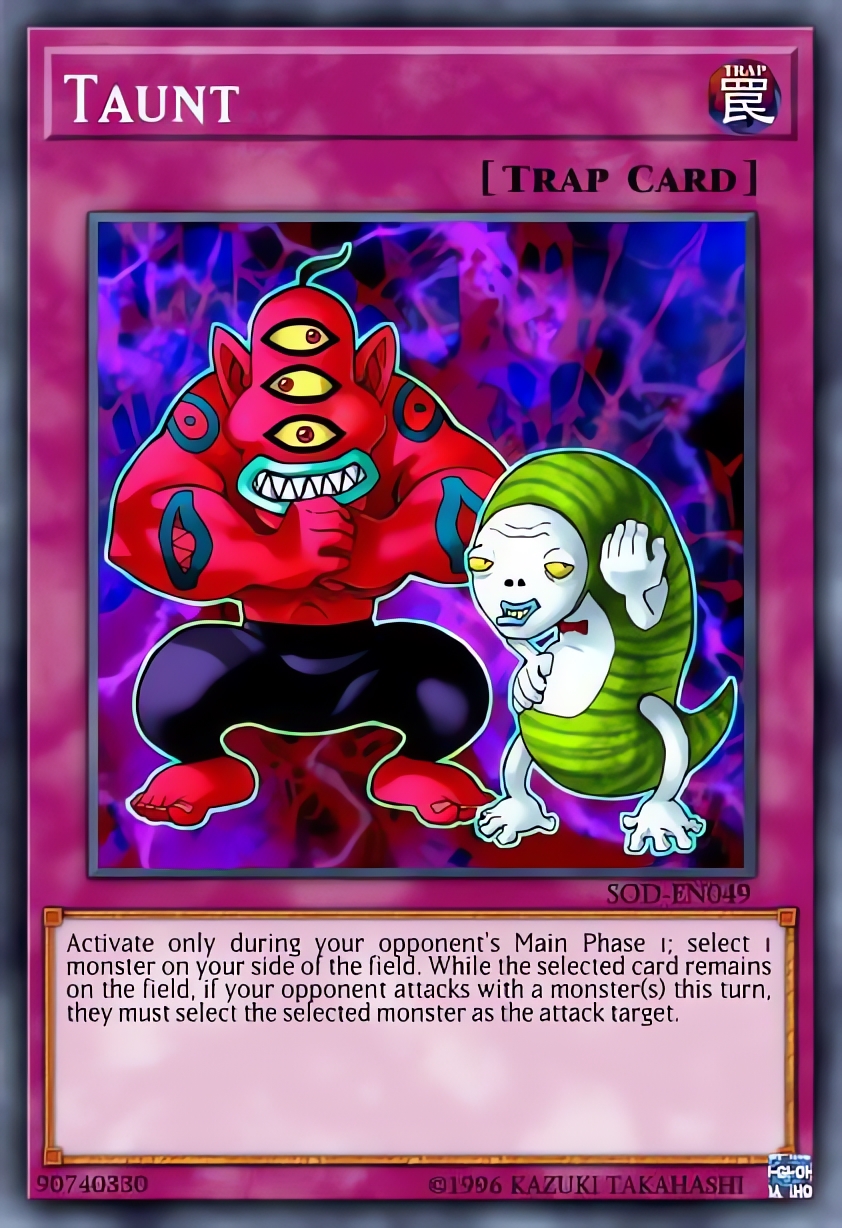 TAUNT
TRAP
罠
[TRAP CARD]
SOD-EN049
Activate only during your opponent's Main Phase 1; select 1
monster on your side of the field. While the selected card remains
on the field, if your opponent attacks with a monster(s) this turn,
they must select the selected monster as the attack target.
90740330
©1996 KAZUKI TAKAHASHI